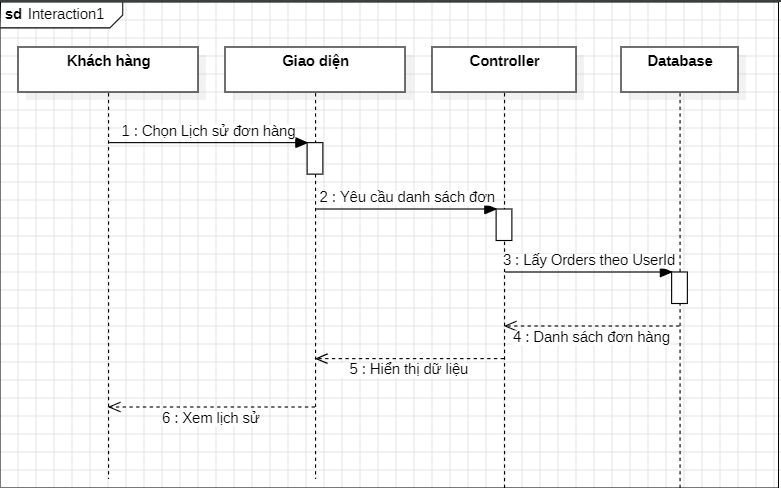 sd Interaction1
Khách hàng
Giao diện
Controller
Database
1 : Chọn Lịch sử đơn hàng
2 : Yêu cầu danh sách đơn
3 : Lấy Orders theo UserId
4 : Danh sách đơn hàng
5 : Hiển thị dữ liệu
6 : Xem lịch sử